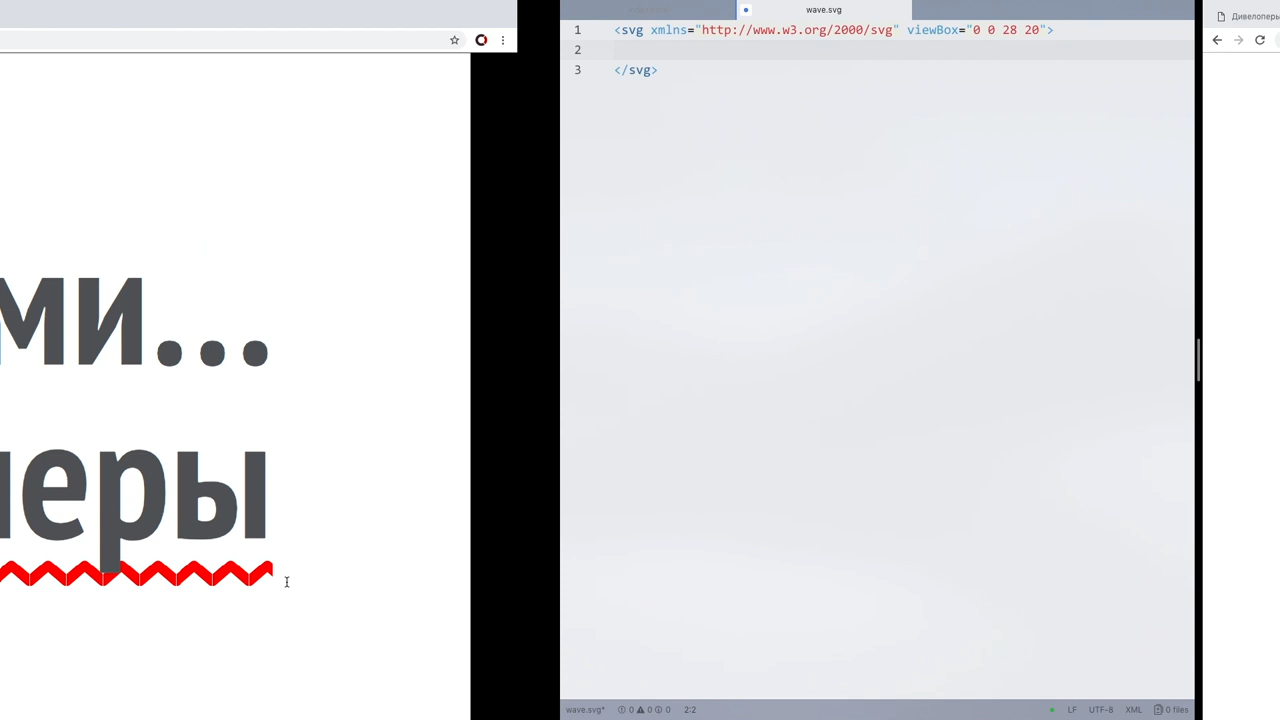 ми...
неры
wave.svg
1 <svg xmlns="http://www.w3.org/2000/svg" viewBox="0 0 28 20">
2
3 </svg>
wave.svg* 0 0 0 2:2 LF UTF-8 XML 0 files
Дивелоперы